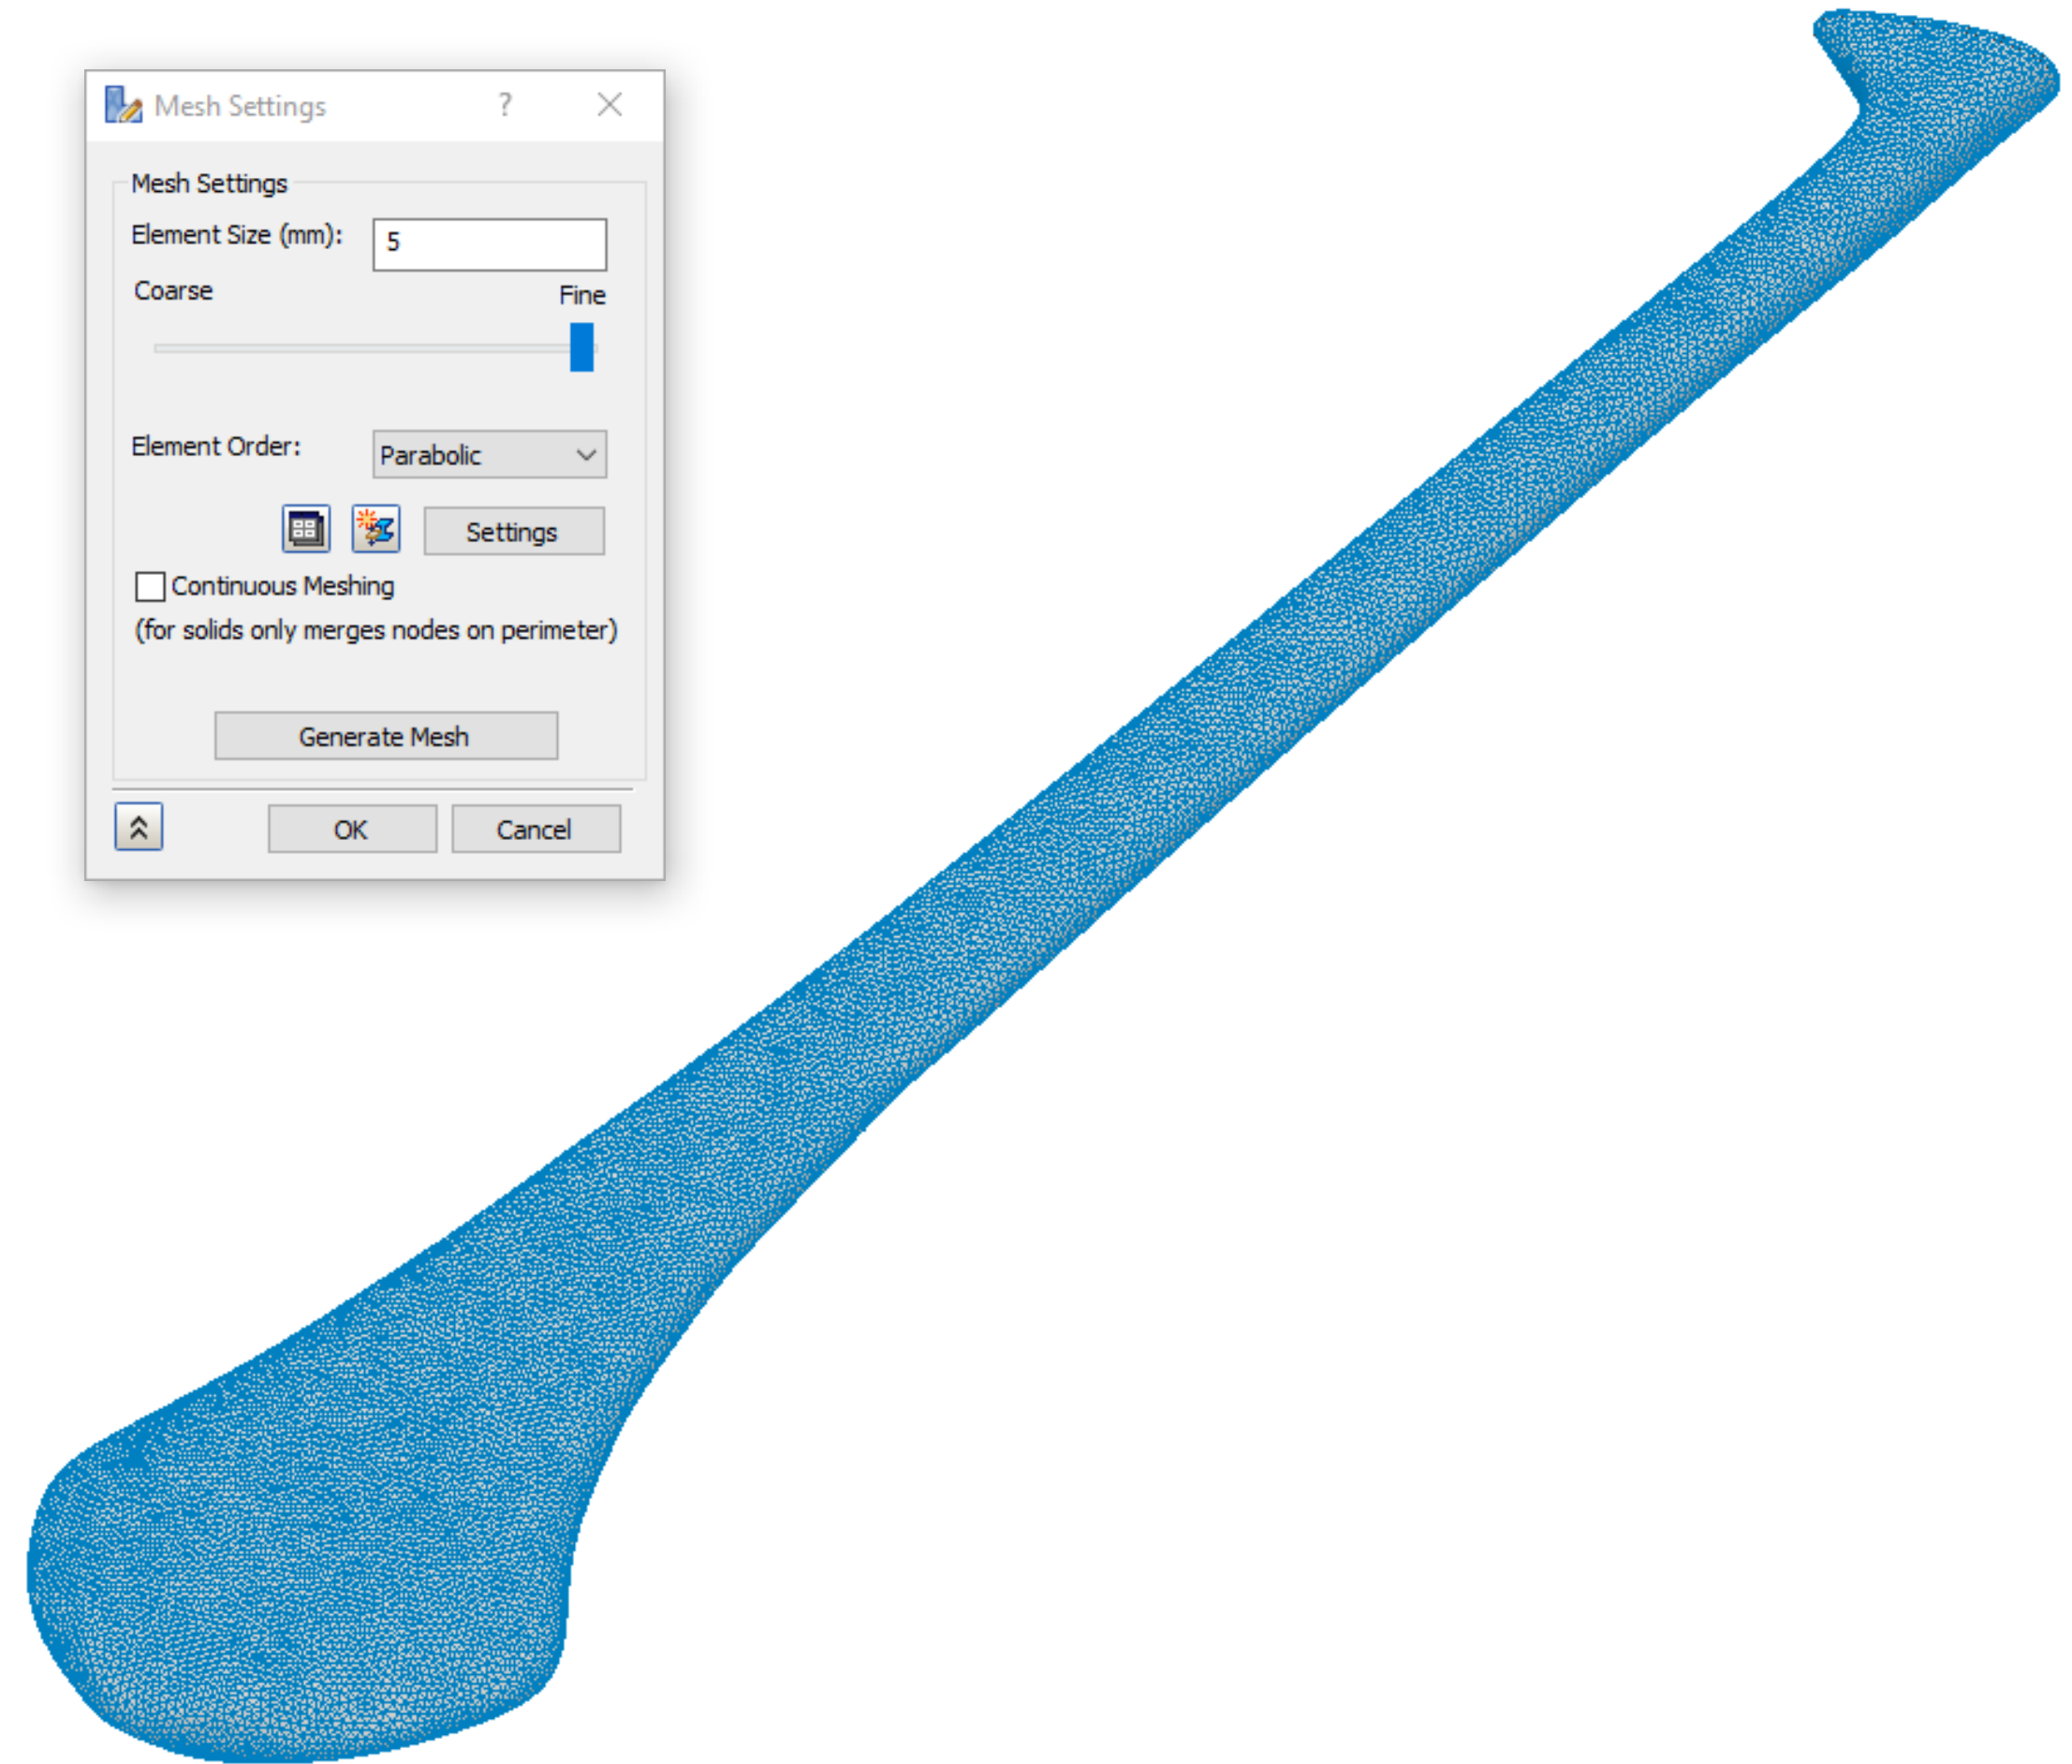 Mesh Settings ?
Mesh Settings
Element Size (mm): 5
Coarse
Fine
Element Order: Parabolic
Settings
Continuous Meshing
(for solids only merges nodes on perimeter)
Generate Mesh
OK Cancel